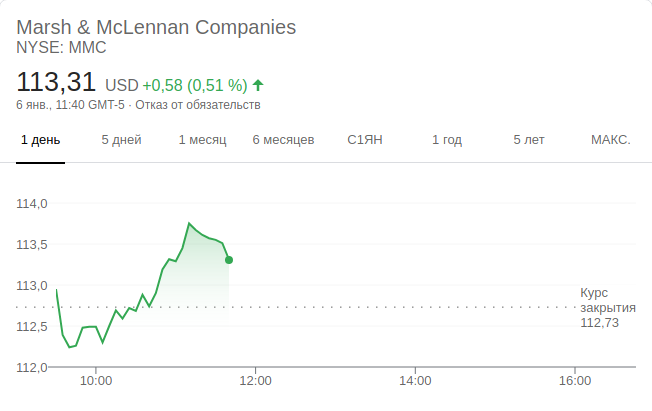 Marsh & McLennan Companies
NYSE: MMC
113,31 USD +0,58 (0,51 %)
6 янв., 11:40 GMT-5 · Отказ от обязательств
1 день 5 дней 1 месяц 6 месяцев С1ЯН 1 год 5 лет МАКС.
114,0
113,5
113,0
112,5
112,0
Курс
закрытия
112,73
10:00 12:00 14:00 16:00